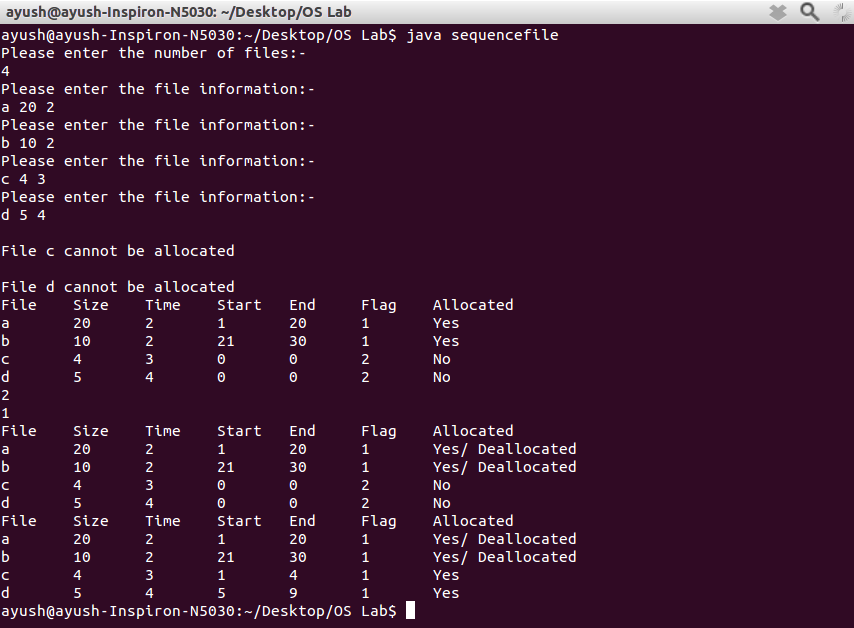 ayush@ayush-Inspiron-N5030: ~/Desktop/OS Lab
ayush@ayush-Inspiron-N5030:~/Desktop/OS Lab$ java sequencefile
Please enter the number of files:-
4
Please enter the file information:-
a 20 2
Please enter the file information:-
b 10 2
Please enter the file information:-
c 4 3
Please enter the file information:-
d 5 4
File c cannot be allocated
File d cannot be allocated
File Size Time Start End Flag Allocated
a 20 2 1 20 1 Yes
b 10 2 21 30 1 Yes
c 4 3 0 0 2 No
d 5 4 0 0 2 No
2
1
File Size Time Start End Flag Allocated
a 20 2 1 20 1 Yes/ Deallocated
b 10 2 21 30 1 Yes/ Deallocated
c 4 3 0 0 2 No
d 5 4 0 0 2 No
File Size Time Start End Flag Allocated
a 20 2 1 20 1 Yes/ Deallocated
b 10 2 21 30 1 Yes/ Deallocated
c 4 3 1 4 1 Yes
d 5 4 5 9 1 Yes
ayush@ayush-Inspiron-N5030:~/Desktop/OS Lab$